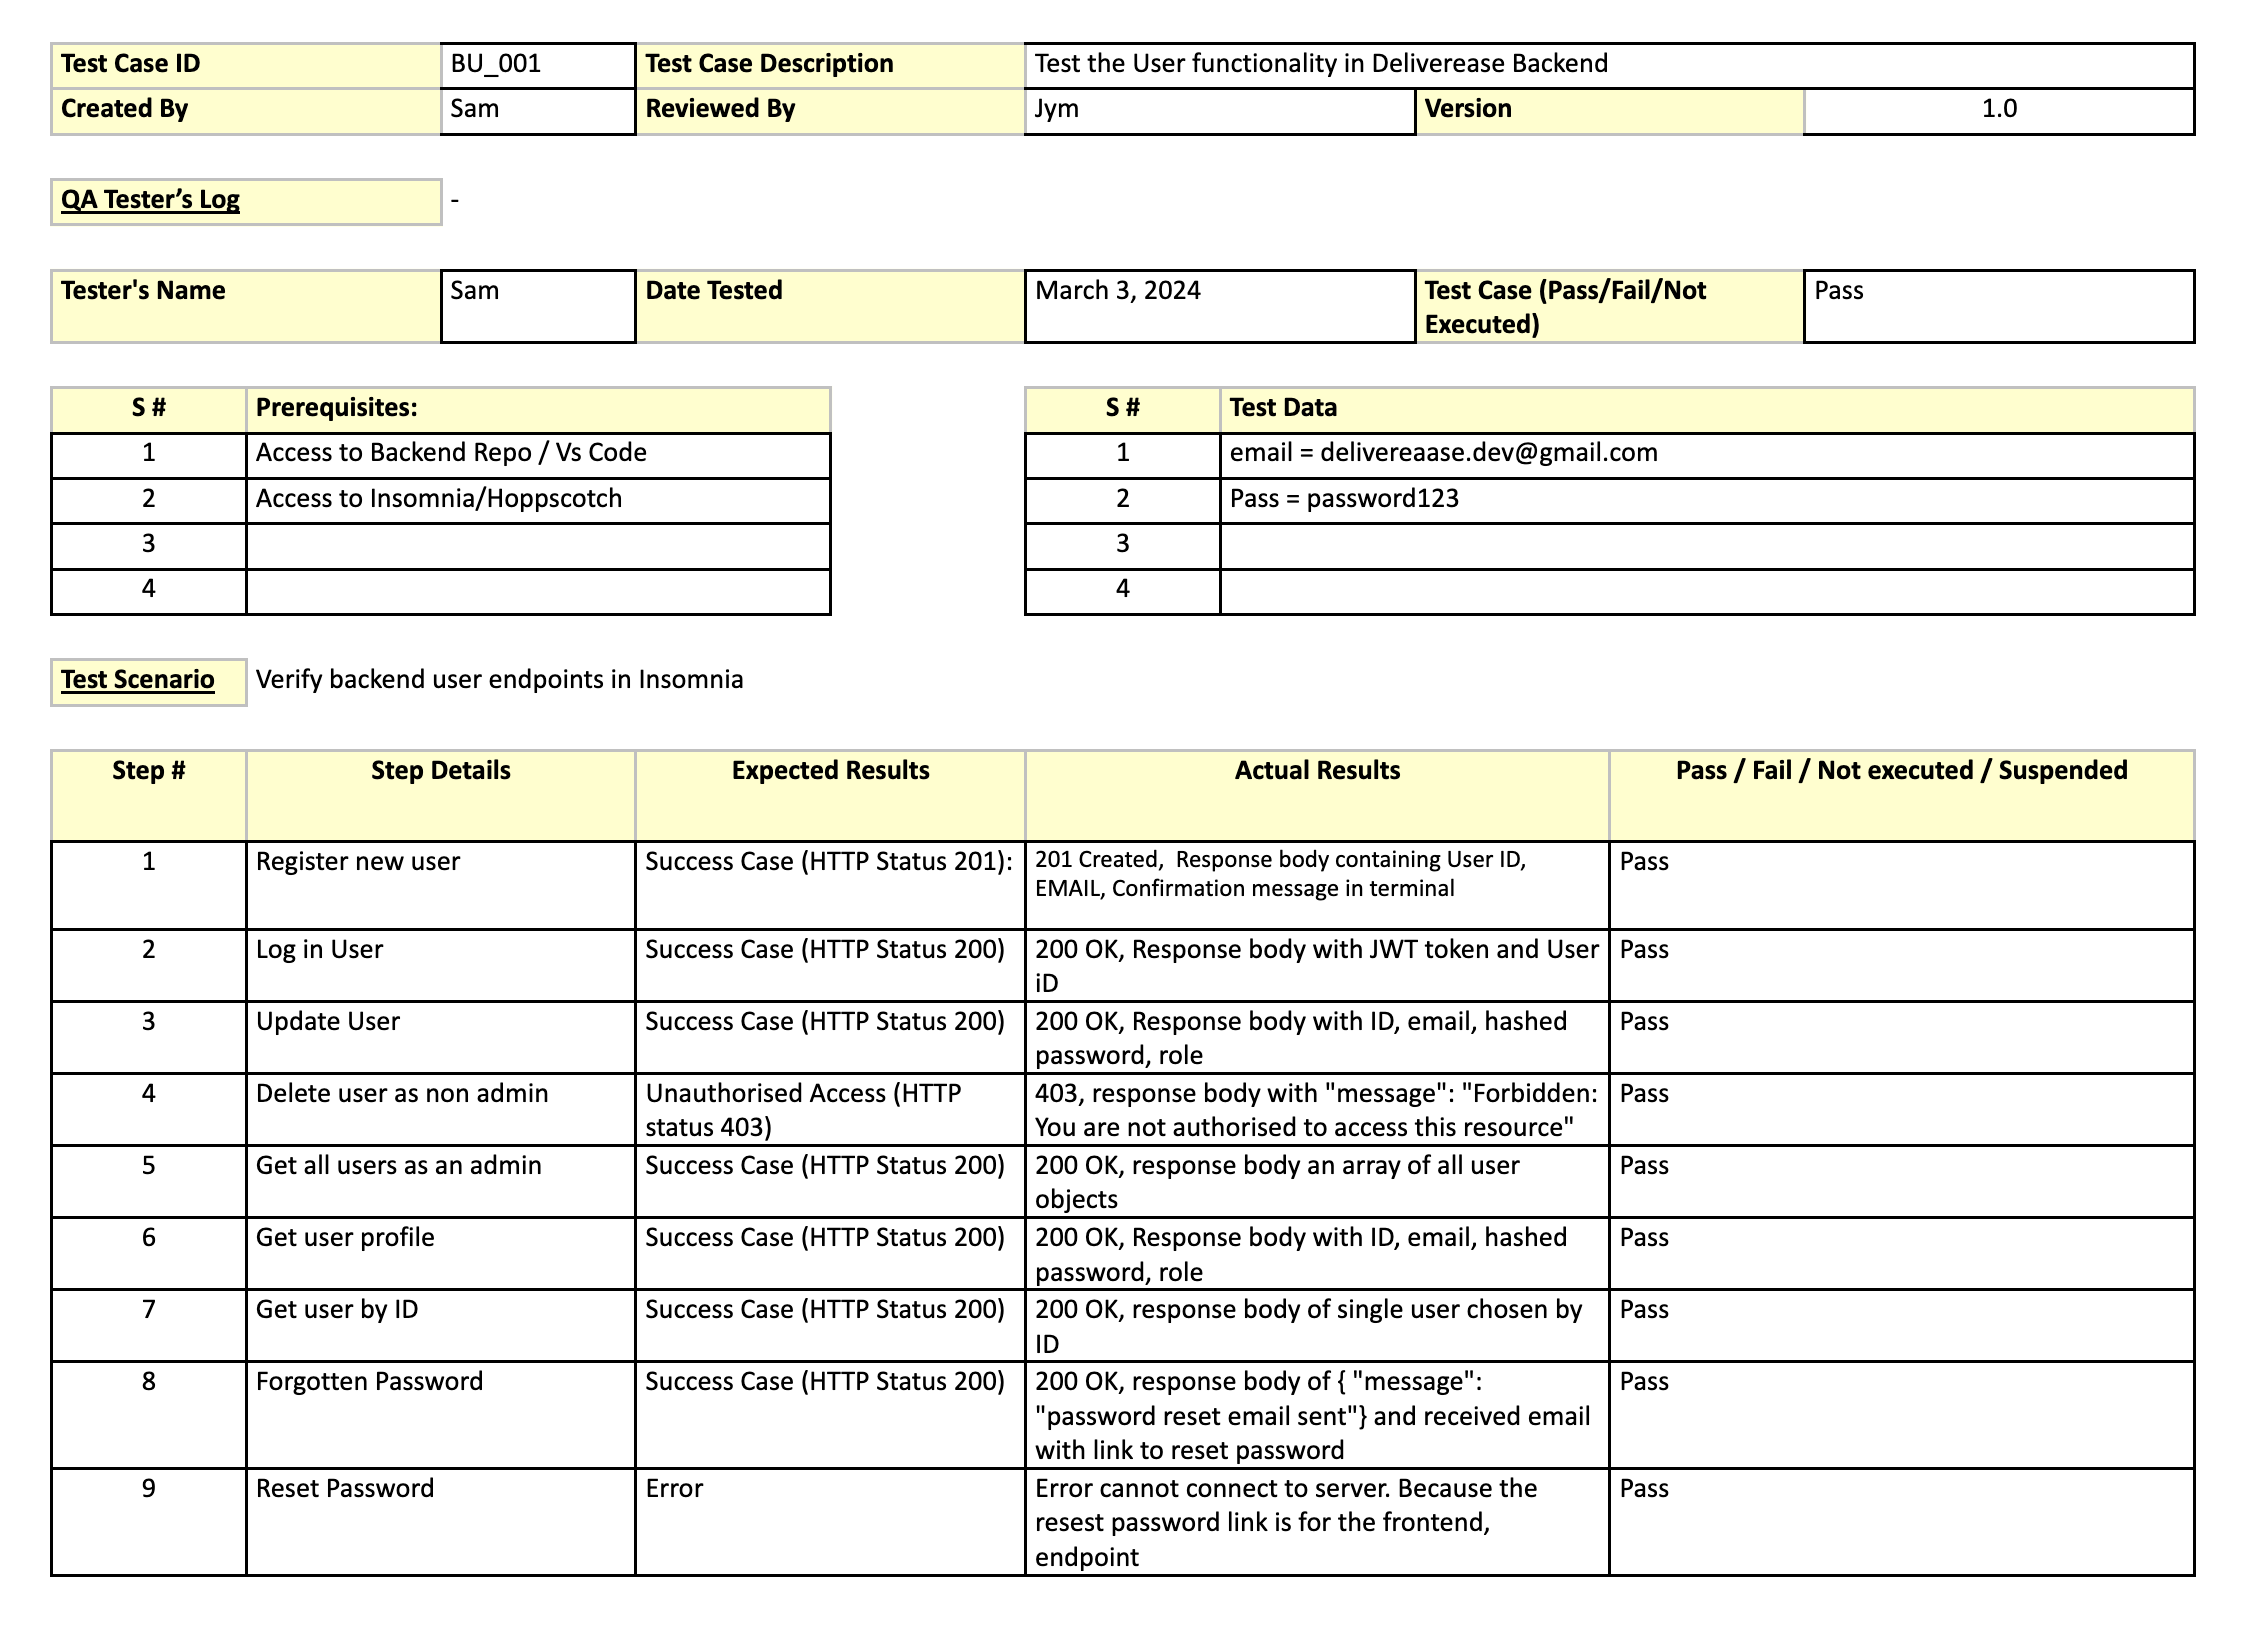 Test Case ID BU_001 Test Case Description Test the User functionality in Deliverease Backend
Created By Sam Reviewed By Jym Version 1.0
QA Tester’s Log -
Tester's Name Sam Date Tested March 3, 2024 Test Case (Pass/Fail/Not Pass
Executed)
S # Prerequisites: S # Test Data
1 Access to Backend Repo / Vs Code 1 email = delivereaase.dev@gmail.com
2 Access to Insomnia/Hoppscotch 2 Pass = password123
3 3
4 4
Test Scenario Verify backend user endpoints in Insomnia
Step # Step Details Expected Results Actual Results Pass / Fail / Not executed / Suspended
1 Register new user Success Case (HTTP Status 201): 201 Created,  Response body containing User ID, Pass
EMAIL, Confirmation message in terminal
2 Log in User Success Case (HTTP Status 200) 200 OK, Response body with JWT token and User Pass
iD
3 Update User Success Case (HTTP Status 200) 200 OK, Response body with ID, email, hashed Pass
password, role
4 Delete user as non admin Unauthorised Access (HTTP 403, response body with "message": "Forbidden: Pass
status 403) You are not authorised to access this resource"
5 Get all users as an admin Success Case (HTTP Status 200) 200 OK, response body an array of all user Pass
objects
6 Get user profile Success Case (HTTP Status 200) 200 OK, Response body with ID, email, hashed Pass
password, role
7 Get user by ID Success Case (HTTP Status 200) 200 OK, response body of single user chosen by Pass
ID
8 Forgotten Password Success Case (HTTP Status 200) 200 OK, response body of { "message": Pass
"password reset email sent"} and received email
with link to reset password
9 Reset Password Error Error cannot connect to server. Because the Pass
resest password link is for the frontend,
endpoint